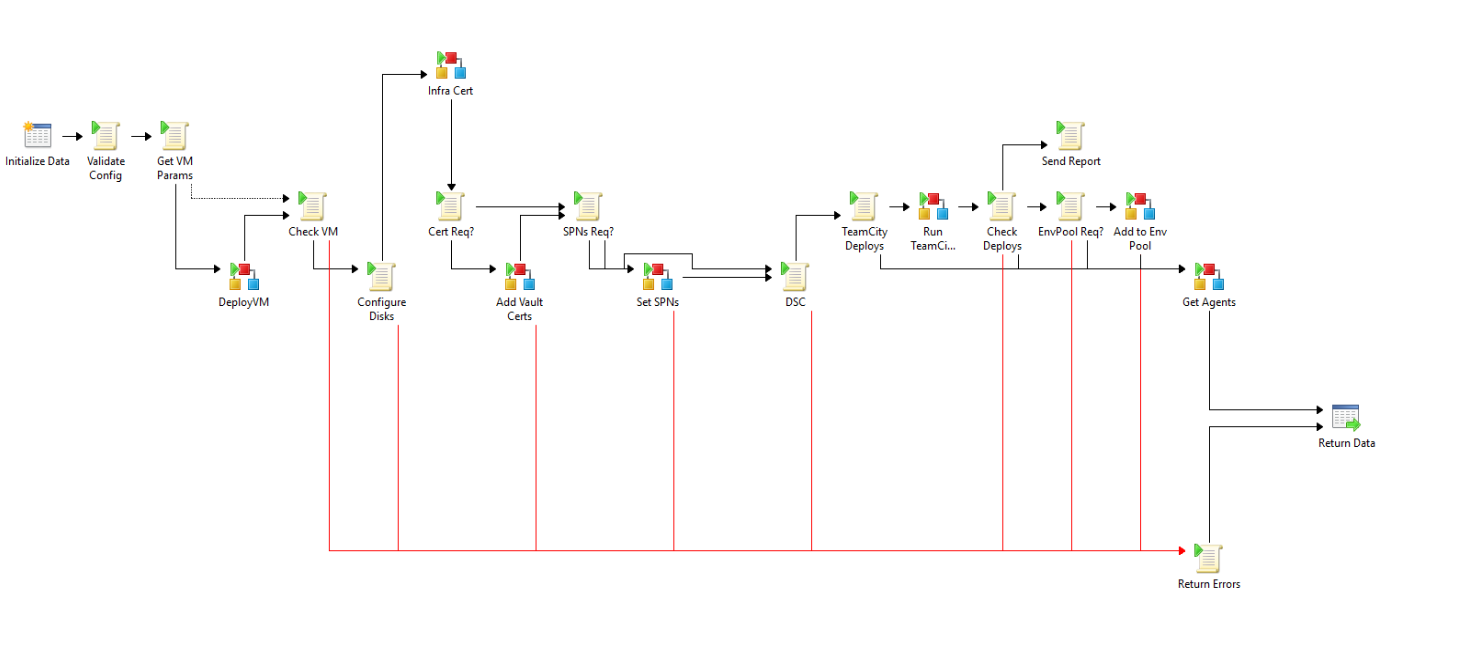 Infra Cert
Initialize Data
Validate
Config
Get VM
Params
Send Report
Check VM
Cert Req?
SPNs Req?
TeamCity
Deploys
Run
TeamCi...
Check
Deploys
EnvPool Req?
Add to Env
Pool
DeployVM
Configure
Disks
Add Vault
Certs
Set SPNs
DSC
Get Agents
Return Data
Return Errors